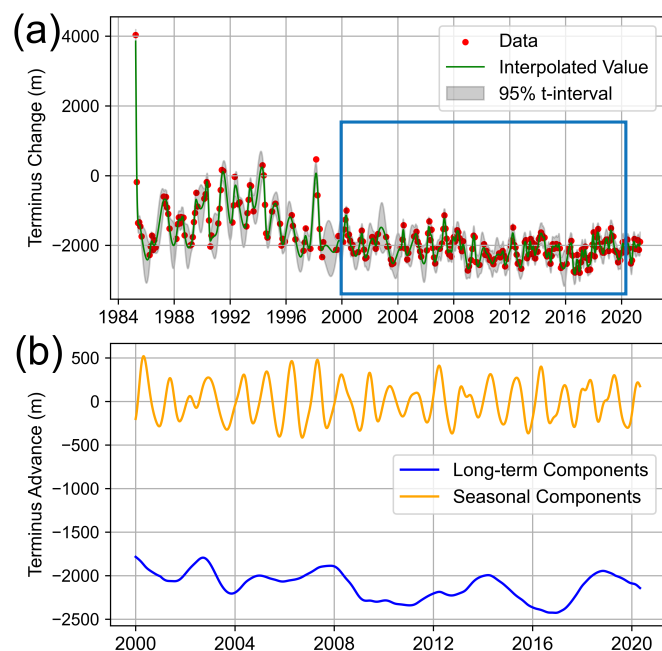 (a)
Terminus Change (m)
4000
2000
0
−2000
Data
Interpolated Value
95% t-interval
1984 1988 1992 1996 2000 2004 2008 2012 2016 2020
(b)
Terminus Advance (m)
500
0
−500
−1000
−1500
−2000
−2500
Long-term Components
Seasonal Components
2000 2004 2008 2012 2016 2020